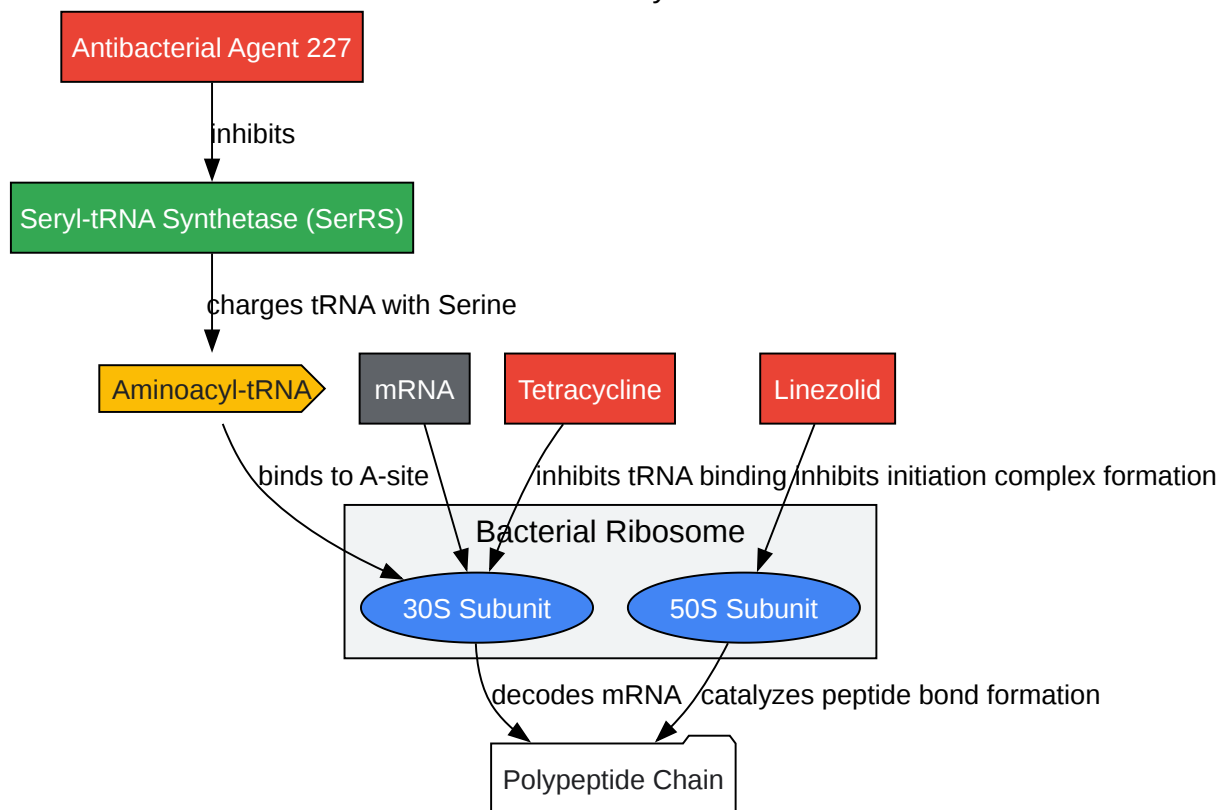 Antibacterial Agent 227
inhibits
Seryl-tRNA Synthetase (SerRS)
charges tRNA with Serine
Aminoacyl-tRNA
mRNA
Tetracycline
Linezolid
binds to A-site
inhibits tRNA binding
inhibits initiation complex formation
Bacterial Ribosome
30S Subunit
50S Subunit
decodes mRNA
catalyzes peptide bond formation
Polypeptide Chain